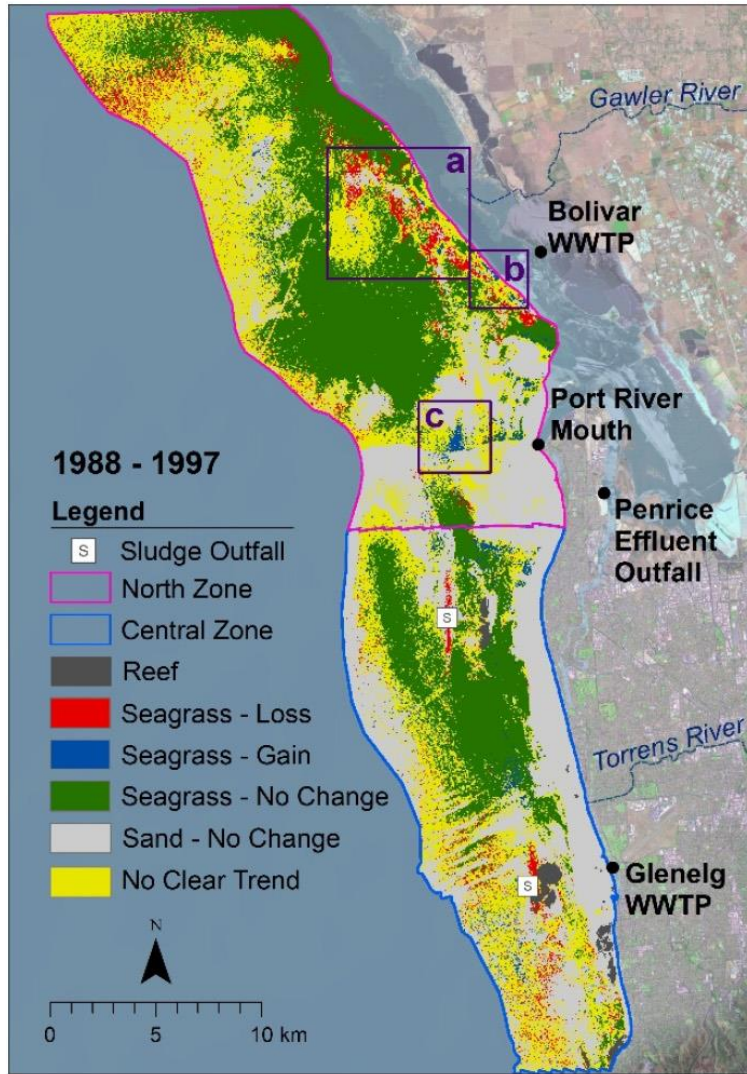 Gawler River
a
Bolivar
WWTP
b
Port River
Mouth
c
1988 - 1997
Penrice
Effluent
Outfall
Legend
S Sludge Outfall
North Zone
Central Zone
S
Reef
Seagrass - Loss
Seagrass - Gain
Torrens River
Seagrass - No Change
Sand - No Change
No Clear Trend
Glenelg
WWTP
S
N
0 5 10 km